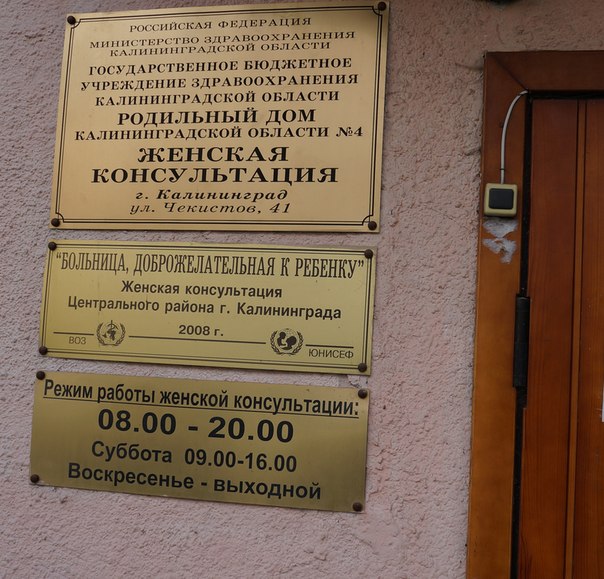 РОССИЙСКАЯ ФЕДЕРАЦИЯ
МИНИСТЕРСТВО ЗДРАВООХРАНЕНИЯ
КАЛИНИНГРАДСКОЙ ОБЛАСТИ
ГОСУДАРСТВЕННОЕ БЮДЖЕТНОЕ
УЧРЕЖДЕНИЕ ЗДРАВООХРАНЕНИЯ
КАЛИНИНГРАДСКОЙ ОБЛАСТИ
РОДИЛЬНЫЙ ДОМ
КАЛИНИНГРАДСКОЙ ОБЛАСТИ №4
ЖЕНСКАЯ
КОНСУЛЬТАЦИЯ
г. Калининград
ул. Чекистов, 41
"БОЛЬНИЦА, ДОБРОЖЕЛАТЕЛЬНАЯ К РЕБЕНКУ"
Женская консультация
Центрального района г. Калининграда
2008 г.
ВОЗ ЮНИСЕФ
Режим работы женской консультации:
08.00 - 20.00
Суббота 09.00-16.00
Воскресенье - выходной